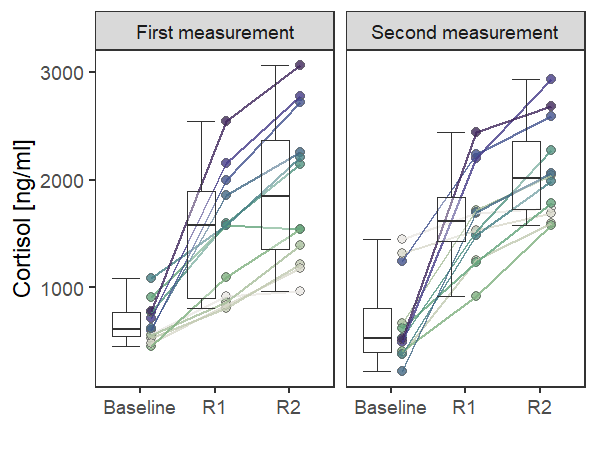 First measurement
Second measurement
Cortisol [ng/ml]
3000
2000
1000
Baseline R1 R2
Baseline R1 R2